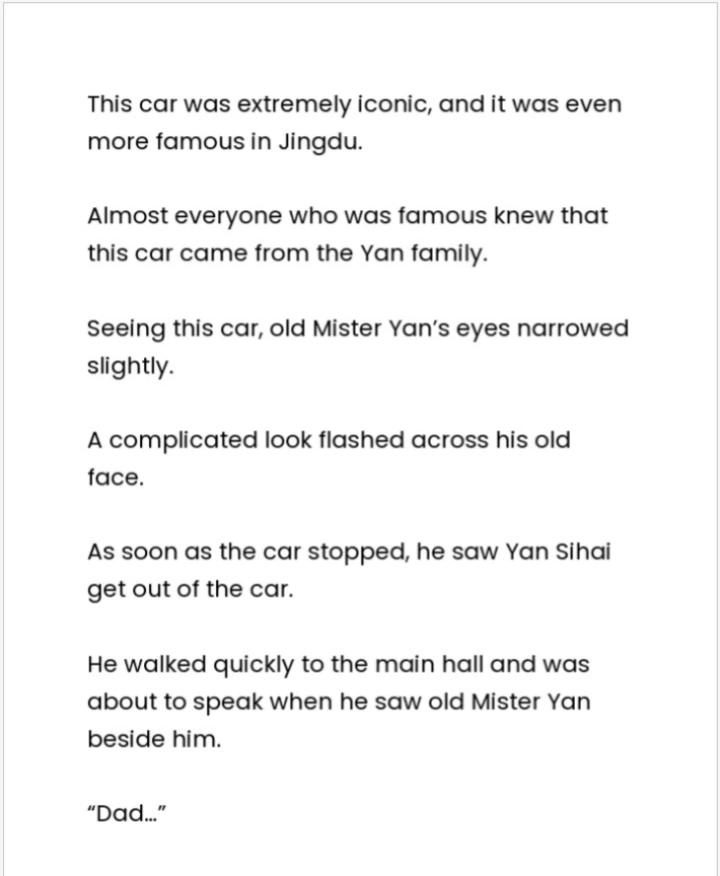 This car was extremely iconic, and it was even
more famous in Jingdu.
Almost everyone who was famous knew that
this car came from the Yan family.
Seeing this car, old Mister Yan’s eyes narrowed
slightly.
A complicated look flashed across his old
face.
As soon as the car stopped, he saw Yan Sihai
get out of the car.
He walked quickly to the main hall and was
about to speak when he saw old Mister Yan
beside him.
“Dad…”